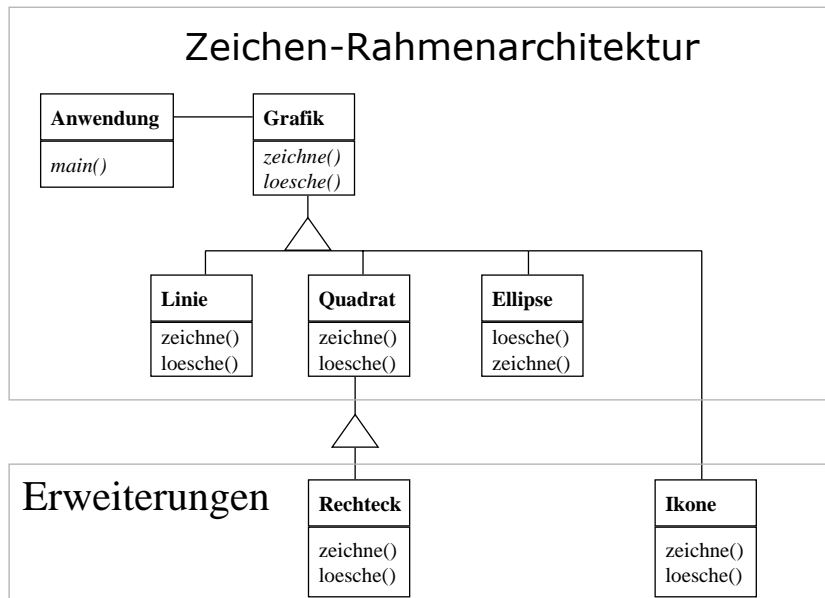 Zeichen-Rahmenarchitektur
Anwendung
main()
Grafik
zeichne()
loesche()
Linie
zeichne()
loesche()
Quadrat
zeichne()
loesche()
Ellipse
loesche()
zeichne()
Erweiterungen
Rechteck
zeichne()
loesche()
Ikone
zeichne()
loesche()